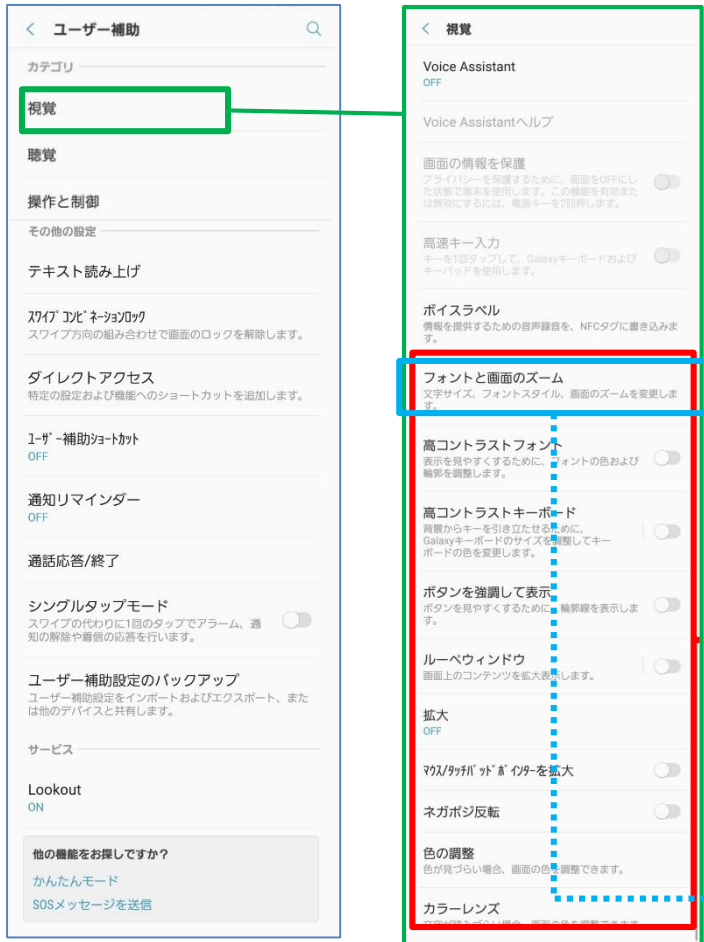 ユーザー補助
カテゴリ
視覚
聴覚
操作と制御
その他の設定
テキスト読み上げ
ｽﾜｲﾌﾟ ｺﾝﾋﾞﾈｰｼｮﾝﾛｯｸ
スワイプ方向の組み合わせで画面のロックを解除します。
ダイレクトアクセス
特定の設定および機能へのショートカットを追加します。
ﾕｰｻﾞｰ補助ｼｮｰﾄｶｯﾄ
OFF
通知リマインダー
OFF
通話応答/終了
シングルタップモード
スワイプの代わりに1回のタップでアラーム、通
知の解除や着信の応答を行います。
ユーザー補助設定のバックアップ
ユーザー補助設定をインポートおよびエクスポート、また
は他のデバイスと共有します。
サービス
Lookout
ON
他の機能をお探しですか？
かんたんモード
SOSメッセージを送信
視覚
Voice Assistant
OFF
Voice Assistantヘルプ
画面の情報を保護
プライバシーを保護するために、画面をOFFにし
た状態で端末を使用します。この機能を有効また
は無効にするには、電源キーを2回押します。
高速キー入力
キーを1回タップして、Galaxyキーボードおよび
キーパッドを使用します。
ボイスラベル
情報を提供するための音声録音を、NFCタグに書き込みま
す。
フォントと画面のズーム
文字サイズ、フォントスタイル、画面のズームを変更しま
す。
高コントラストフォント
表示を見やすくするために、フォントの色および
輪郭を調整します。
高コントラストキーボード
背景からキーを引き立たせるために、
Galaxyキーボードのサイズを調整してキー
ボードの色を変更します。
ボタンを強調して表示
ボタンを見やすくするために、輪郭線を表示しま
す。
ルーペウィンドウ
画面上のコンテンツを拡大表示します。
拡大
OFF
ﾏｳｽ/ﾀｯﾁﾊﾟｯﾄﾞﾎﾟｲﾝﾀｰを拡大
ネガポジ反転
色の調整
色が見づらい場合、画面の色を調整できます。
カラーレンズ
文字が読みづらい場合、画面の色を調整できます